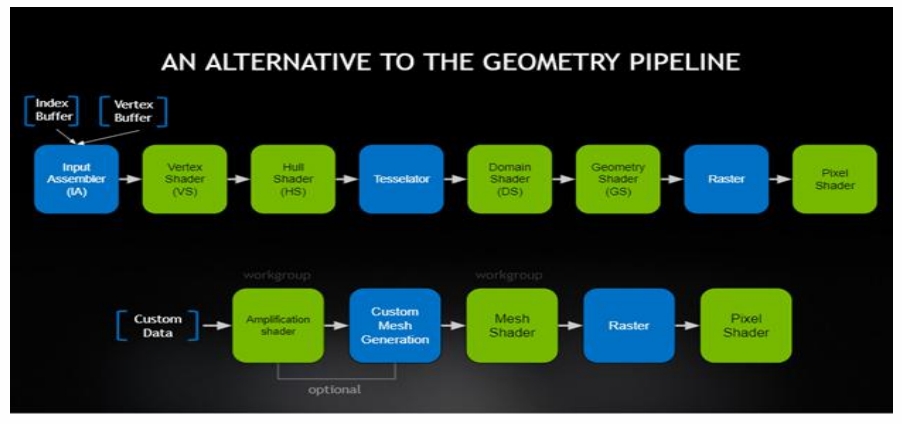 AN ALTERNATIVE TO THE GEOMETRY PIPELINE
Index
Buffer
Vertex
Buffer
Input
Assembler
(IA)
Vertex
Shader
(VS)
Hull
Shader
(HS)
Tesselator
Domain
Shader
(DS)
Geometry
Shader
(GS)
Raster
Pixel
Shader
workgroup
workgroup
Custom
Data
Amplification
shader
Custom
Mesh
Generation
Mesh
Shader
Raster
Pixel
Shader
optional